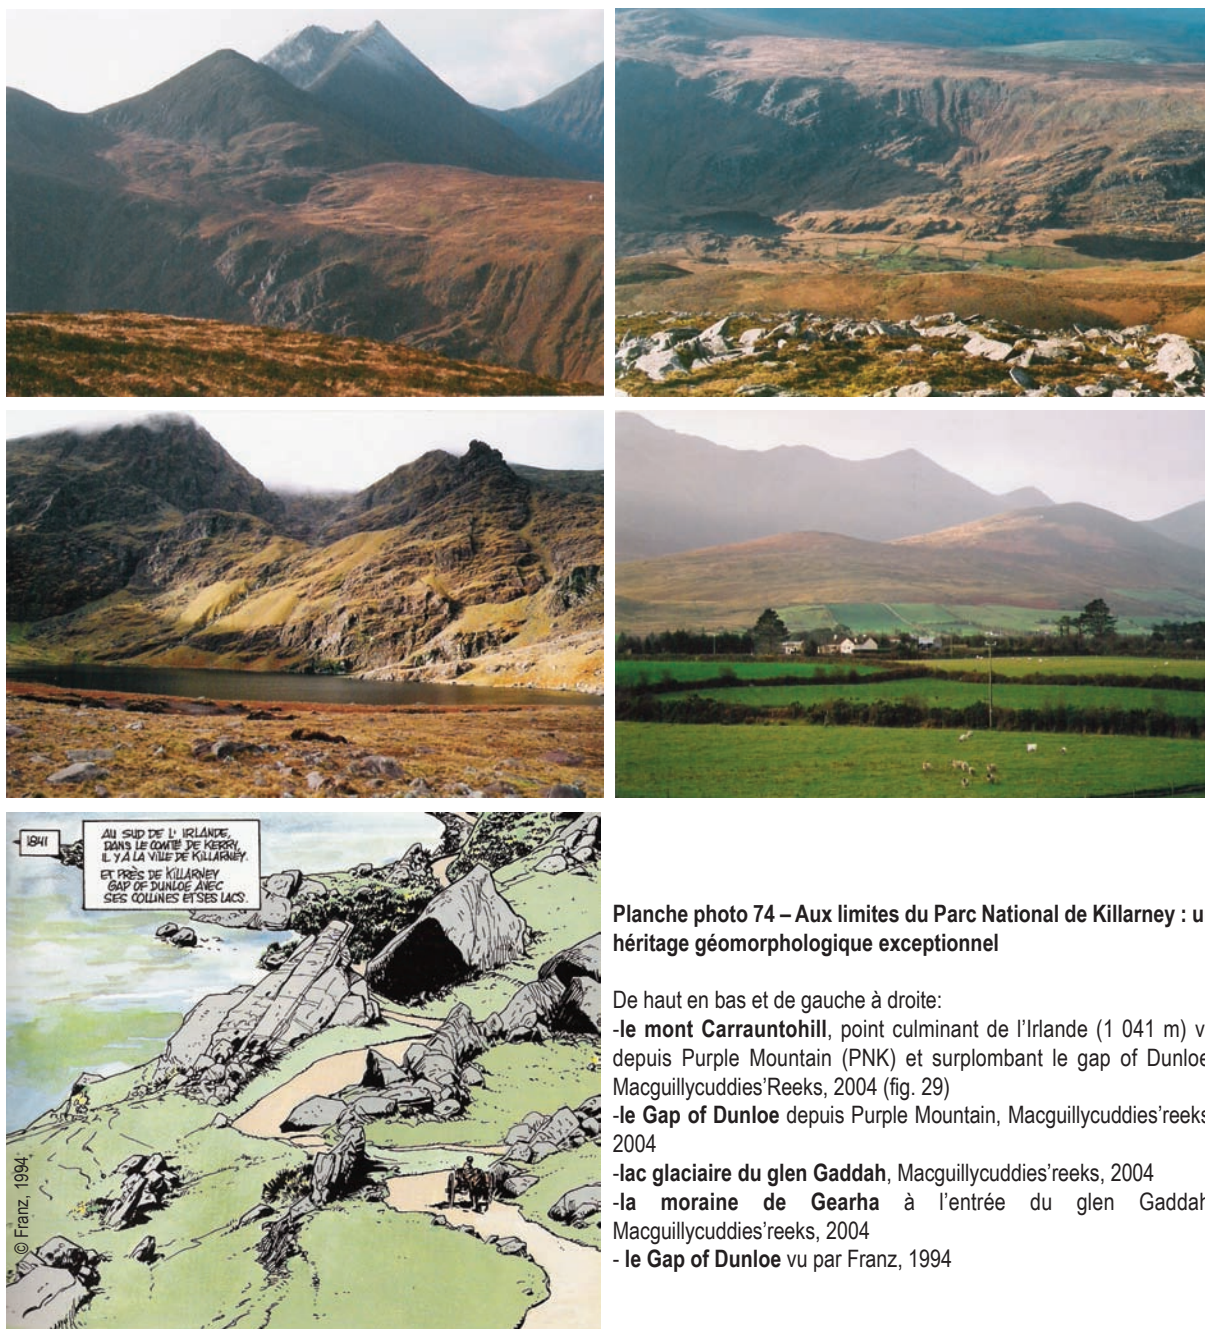 1841
AU SUD DE L'IRLANDE,
DANS LE COMTÉ DE KERRY,
IL Y A LA VILLE DE KILLARNEY.
ET PRÈS DE KILLARNEY
GAP OF DUNLOE AVEC
SES COLLINES ET SES LACS.
© Franz, 1994
Planche photo 74 – Aux limites du Parc National de Killarney : u
héritage géomorphologique exceptionnel
De haut en bas et de gauche à droite:
-le mont Carrauntohill, point culminant de l'Irlande (1 041 m) v
depuis Purple Mountain (PNK) et surplombant le gap of Dunloe
Macguillycuddies'Reeks, 2004 (fig. 29)
-le Gap of Dunloe depuis Purple Mountain, Macguillycuddies'reeks
2004
-lac glaciaire du glen Gaddah, Macguillycuddies'reeks, 2004
-la moraine de Gearha à l'entrée du glen Gaddah
Macguillycuddies'reeks, 2004
- le Gap of Dunloe vu par Franz, 1994